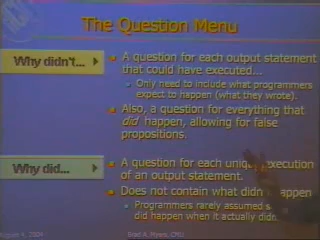 The Question Menu
Why didn't...
A question for each output statement
that could have executed...
Only need to include what programmers
expect to happen (what they wrote).
Also, a question for everything that
did happen, allowing for false
propositions.
Why did...
A question for each execution
of an output statement.
Does not contain what happen
Programmers rarely assumed
did happen when it actually
August 4, 2004
Brad A. Myers, CMU